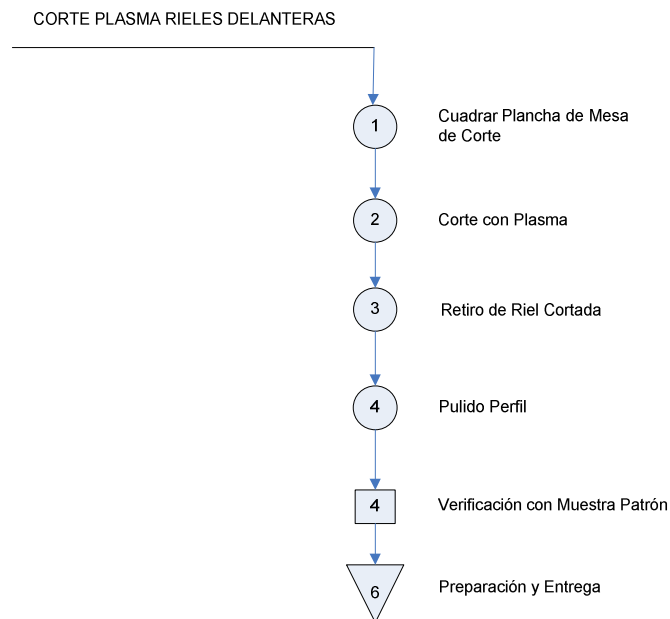 CORTE PLASMA RIELES DELANTERAS
1
Cuadrar Plancha de Mesa
de Corte
2
Corte con Plasma
3
Retiro de Riel Cortada
4
Pulido Perfil
4
Verificación con Muestra Patrón
6
Preparación y Entrega